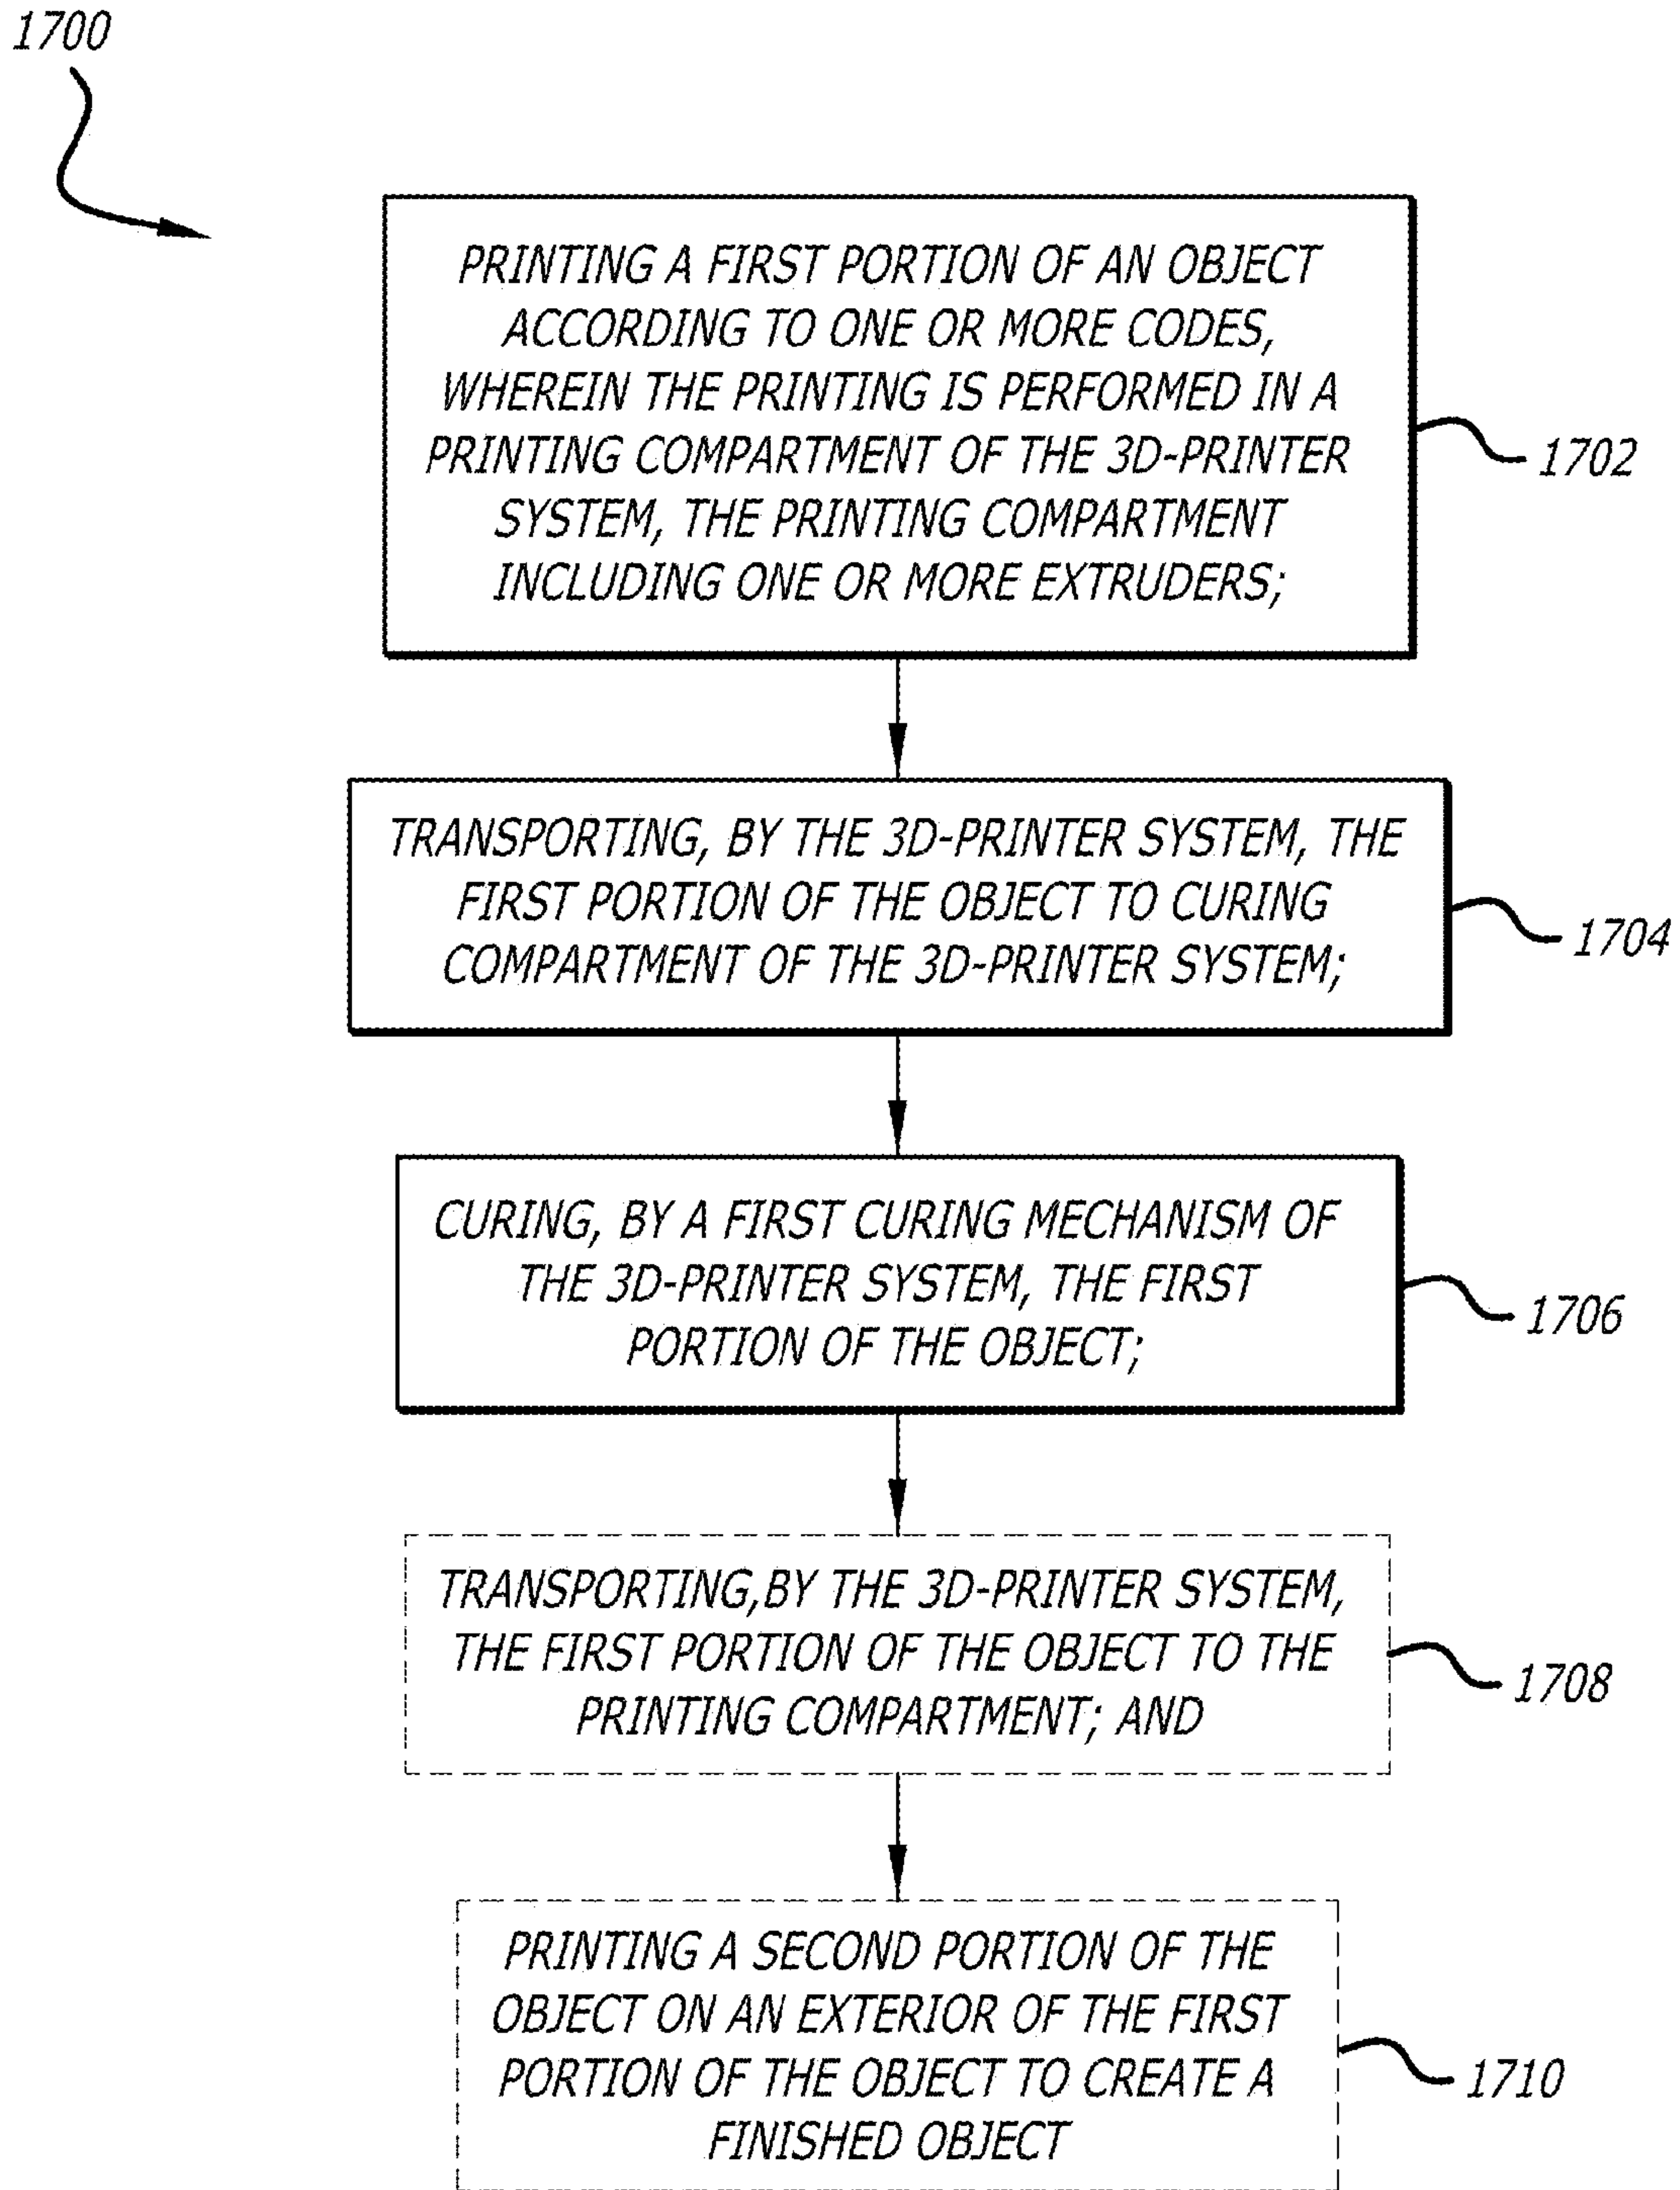 1700
PRINTING A FIRST PORTION OF AN OBJECT
ACCORDING TO ONE OR MORE CODES,
WHEREIN THE PRINTING IS PERFORMED IN A
PRINTING COMPARTMENT OF THE 3D-PRINTER
SYSTEM, THE PRINTING COMPARTMENT
INCLUDING ONE OR MORE EXTRUDERS;
1702
TRANSPORTING, BY THE 3D-PRINTER SYSTEM, THE
FIRST PORTION OF THE OBJECT TO CURING
COMPARTMENT OF THE 3D-PRINTER SYSTEM;
1704
CURING, BY A FIRST CURING MECHANISM OF
THE 3D-PRINTER SYSTEM, THE FIRST
PORTION OF THE OBJECT;
1706
TRANSPORTING,BY THE 3D-PRINTER SYSTEM,
THE FIRST PORTION OF THE OBJECT TO THE
PRINTING COMPARTMENT; AND
1708
PRINTING A SECOND PORTION OF THE
OBJECT ON AN EXTERIOR OF THE FIRST
PORTION OF THE OBJECT TO CREATE A
FINISHED OBJECT
1710